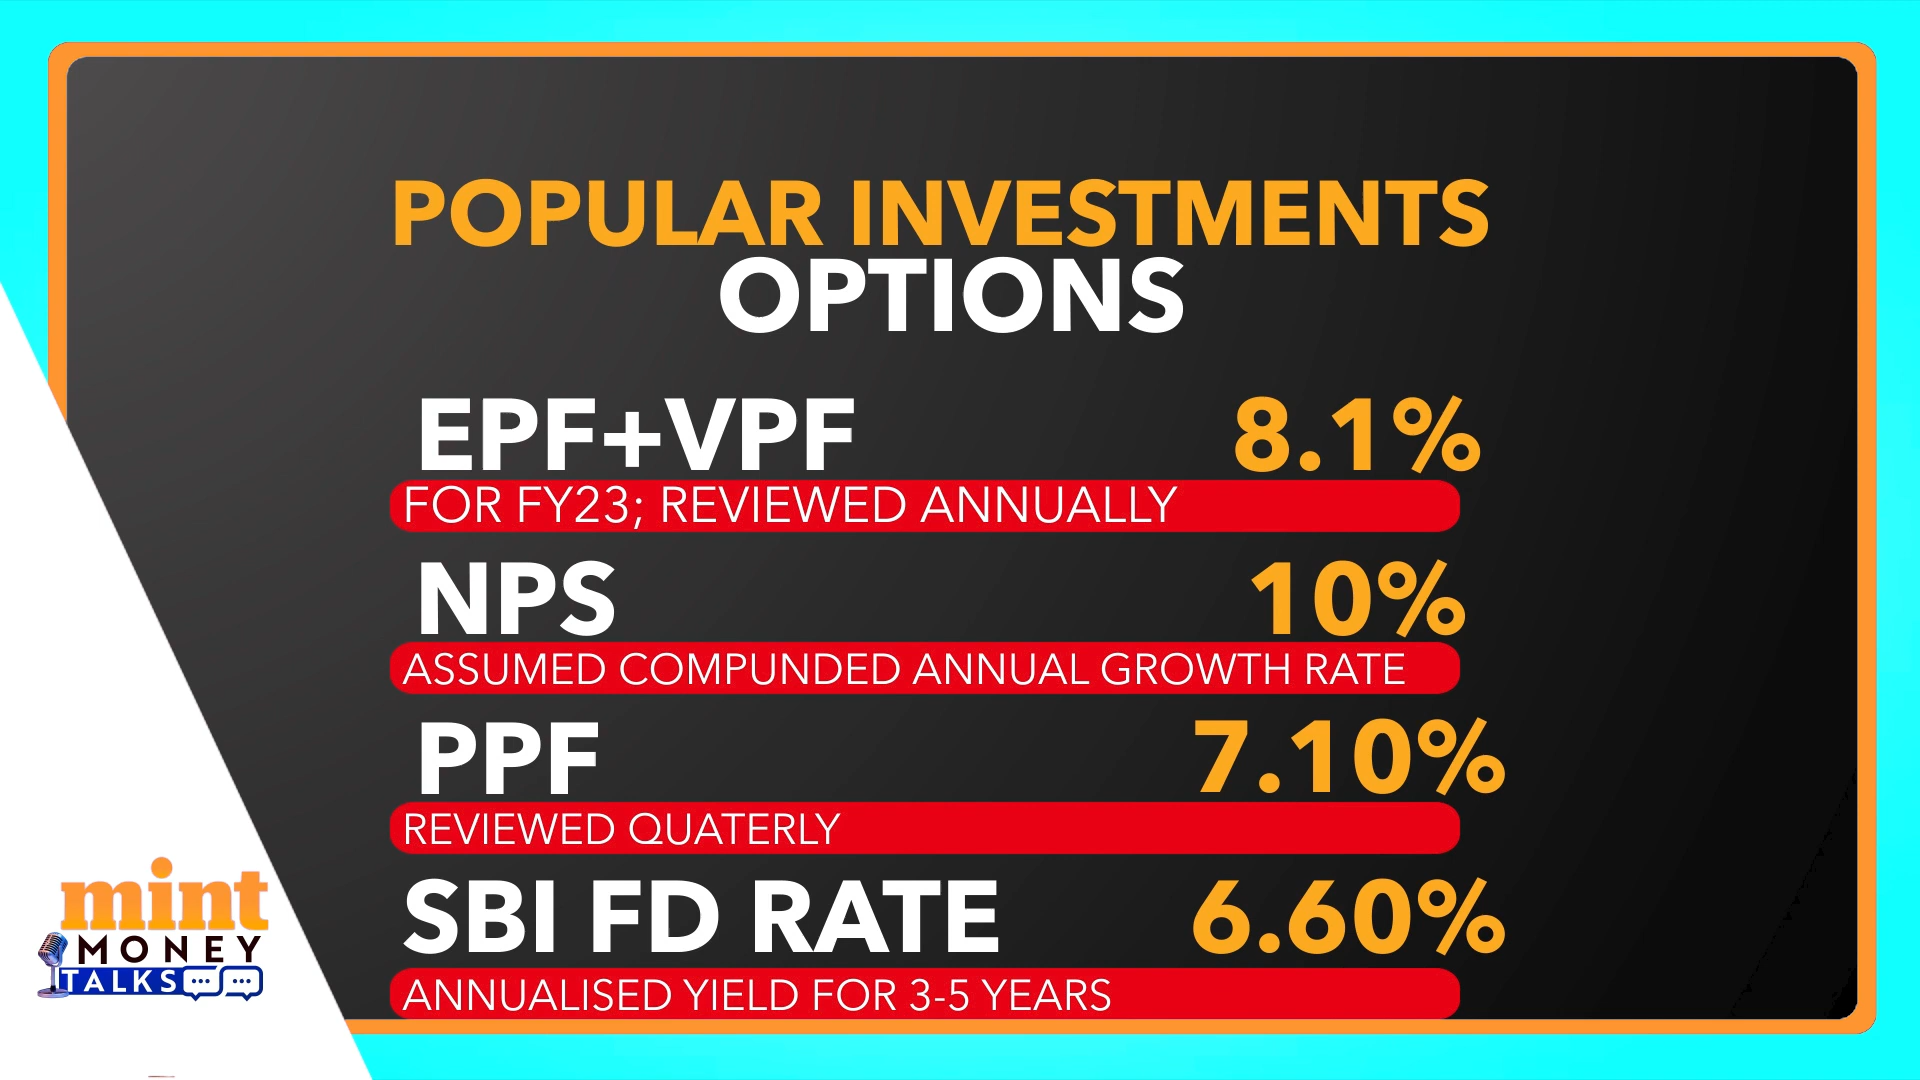 POPULAR INVESTMENTS
OPTIONS
EPF+VPF 8.1%
FOR FY23; REVIEWED ANNUALLY
NPS 10%
ASSUMED COMPUNDED ANNUAL GROWTH RATE
PPF 7.10%
REVIEWED QUATERLY
SBI FD RATE 6.60%
ANNUALISED YIELD FOR 3-5 YEARS
mint
MONEY
TALKS